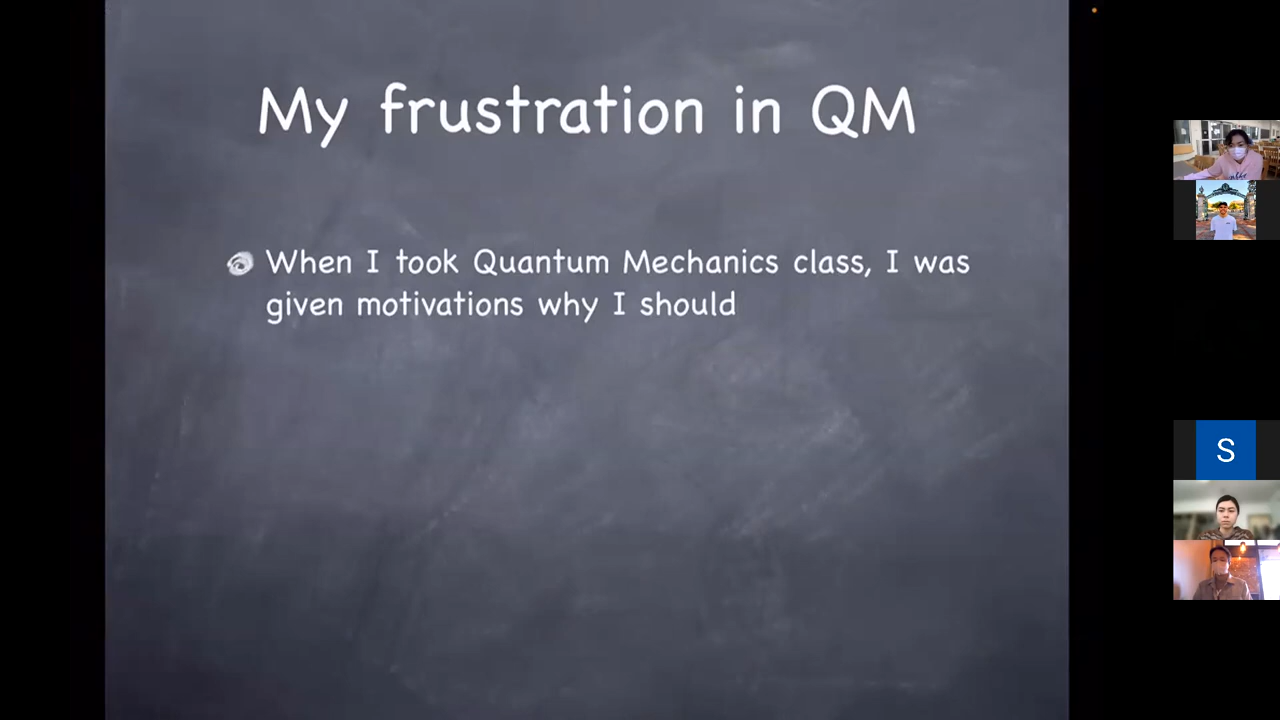 My frustration in QM
When I took Quantum Mechanics class, I was
given motivations why I should
S